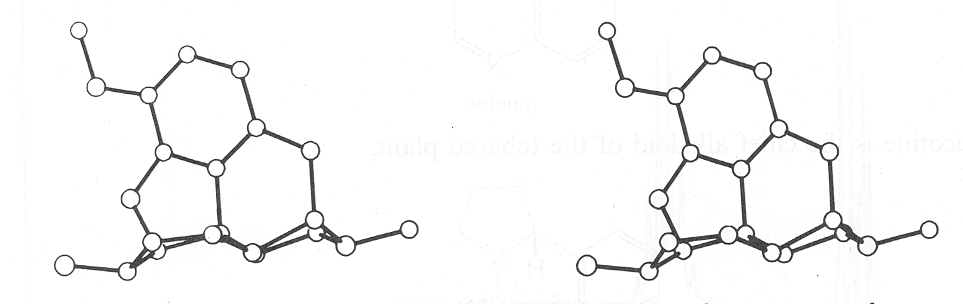 icotine is the chief alkaloid of the tobacco plant.
H